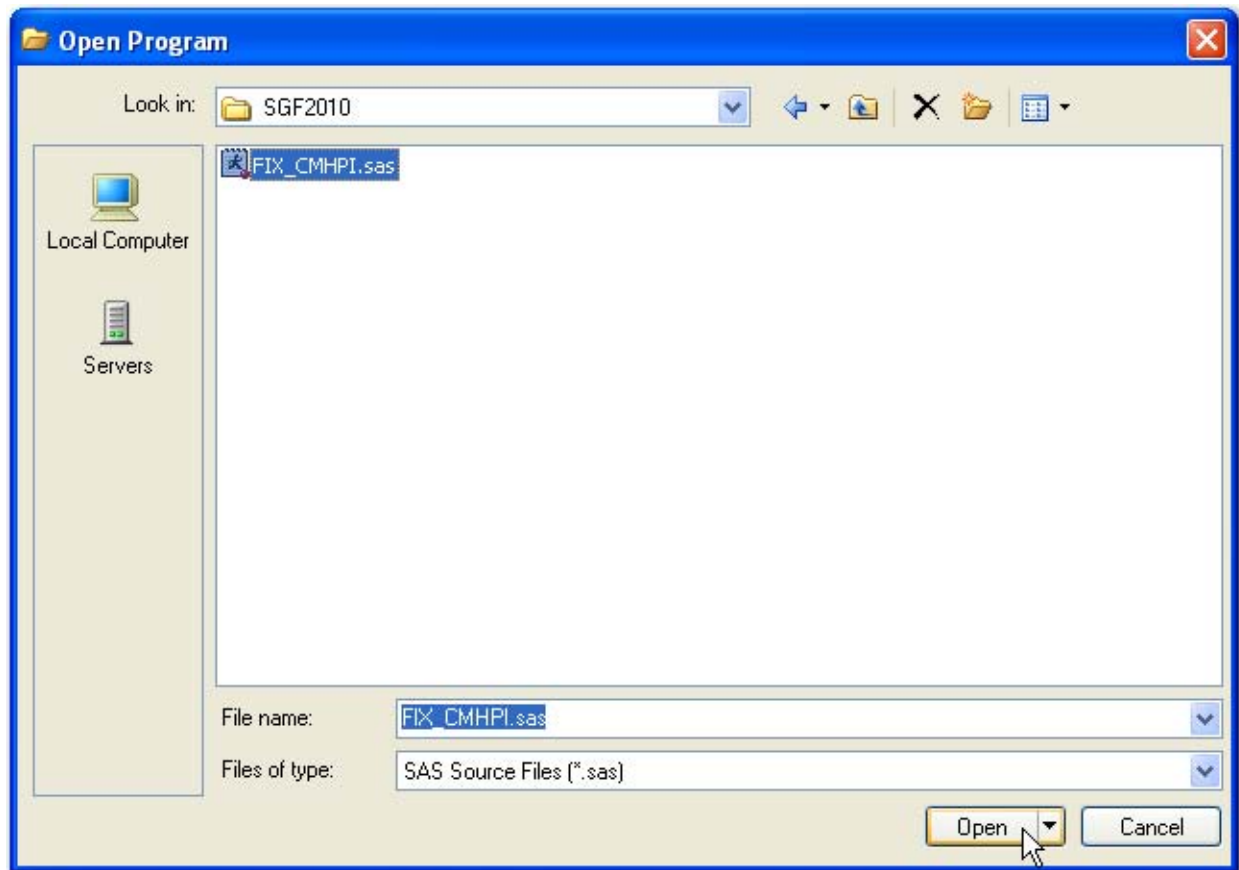 Open Program
Look in: SGF2010
FIX_CMHPI.sas
Local Computer
Servers
File name: FIX_CMHPI.sas
Files of type: SAS Source Files (*.sas)
Open Cancel